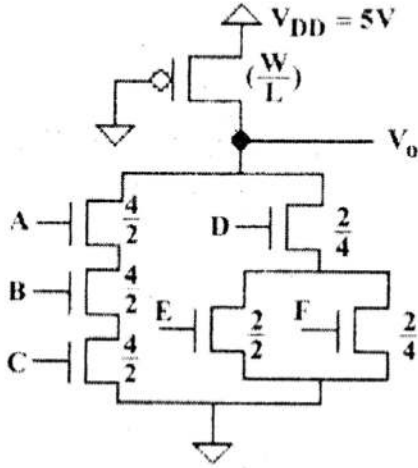 V_DD = 5V
(W/L)
V_o
A 4/2
D 2/4
B 4/2
E 2/2
F 2/4
C 4/2